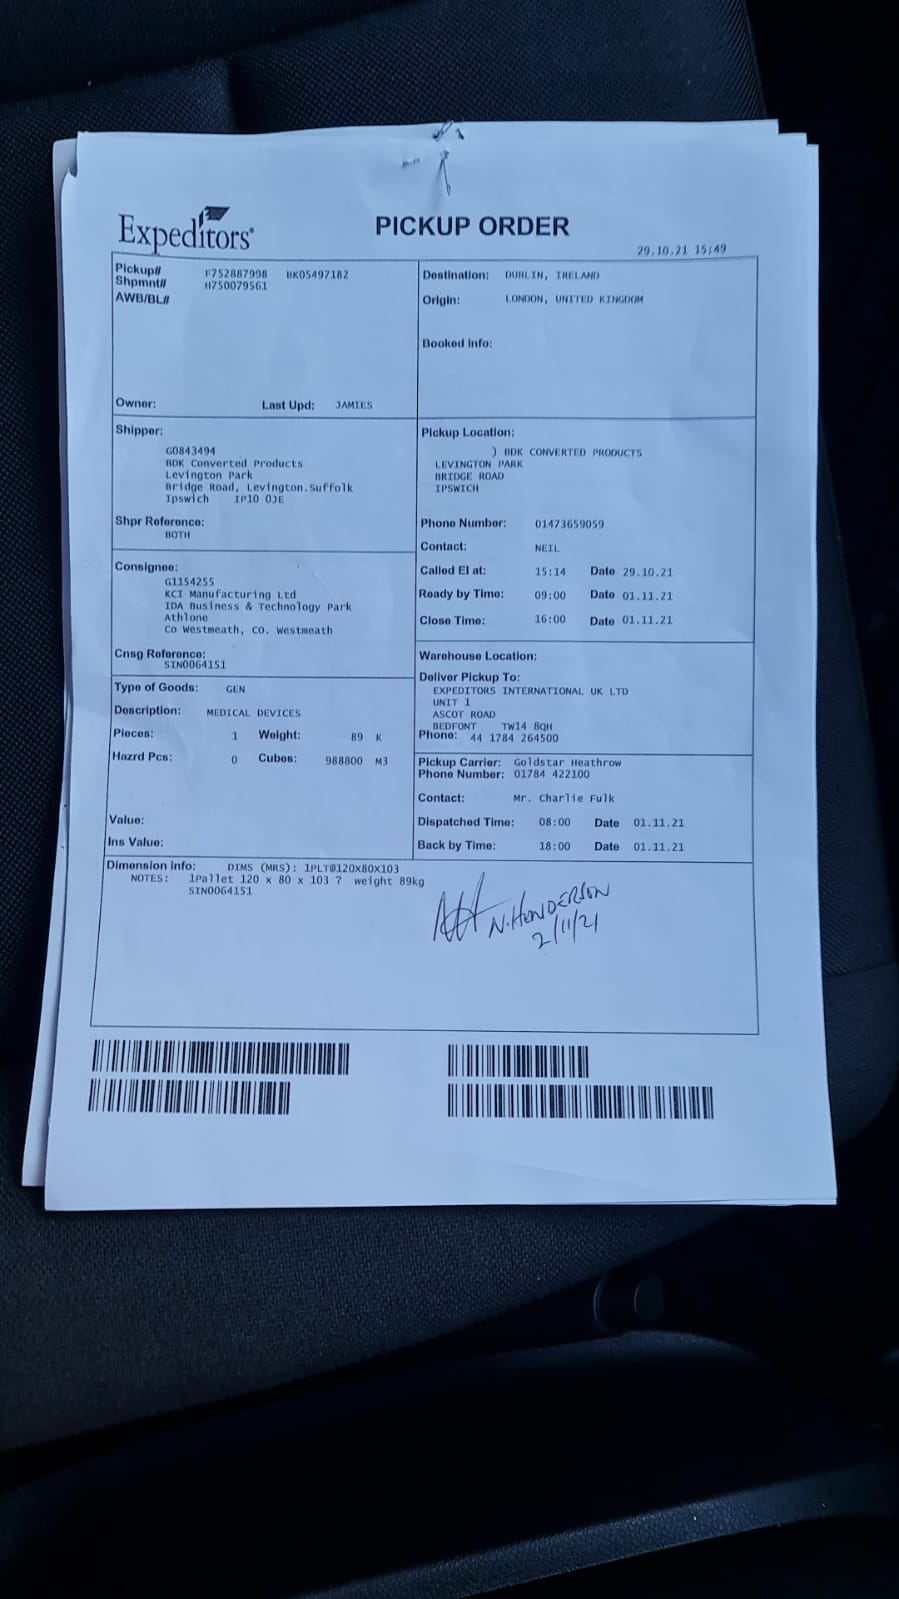 Expeditors
PICKUP ORDER
29.10.21 15:49
Pickup# F752887998 BK05497182
Shpmnt# H750079561
AWB/BL#
Owner: Last Upd: JAMIES
Destination: DUBLIN, IRELAND
Origin: LONDON, UNITED KINGDOM
Booked Info:
Shipper:
G0843494
BDK Converted Products
Levington Park
Bridge Road, Levington.Suffolk
Ipswich IP10 0JE
Shpr Reference:
BOTH
Consignee:
G1154255
KCI Manufacturing Ltd
IDA Business & Technology Park
Athlone
Co Westmeath, CO. Westmeath
Cnsg Reference:
SIN0064151
Type of Goods: GEN
Description: MEDICAL DEVICES
Pieces: 1 Weight: 89 K
Hazrd Pcs: 0 Cubes: 988800 M3
Value:
Ins Value:
Pickup Location:
) BDK CONVERTED PRODUCTS
LEVINGTON PARK
BRIDGE ROAD
IPSWICH
Phone Number: 01473659059
Contact: NEIL
Called EI at: 15:14 Date 29.10.21
Ready by Time: 09:00 Date 01.11.21
Close Time: 16:00 Date 01.11.21
Warehouse Location:
Deliver Pickup To:
EXPEDITORS INTERNATIONAL UK LTD
UNIT 1
ASCOT ROAD
BEDFONT TW14 8QH
Phone: 44 1784 264500
Pickup Carrier: Goldstar Heathrow
Phone Number: 01784 422100
Contact: Mr. Charlie Fulk
Dispatched Time: 08:00 Date 01.11.21
Back by Time: 18:00 Date 01.11.21
Dimension Info: DIMS (MRS): 1PLT@120X80X103
NOTES: 1Pallet 120 x 80 x 103 ? weight 89kg
SIN0064151
N.HENDERSON
2/11/21